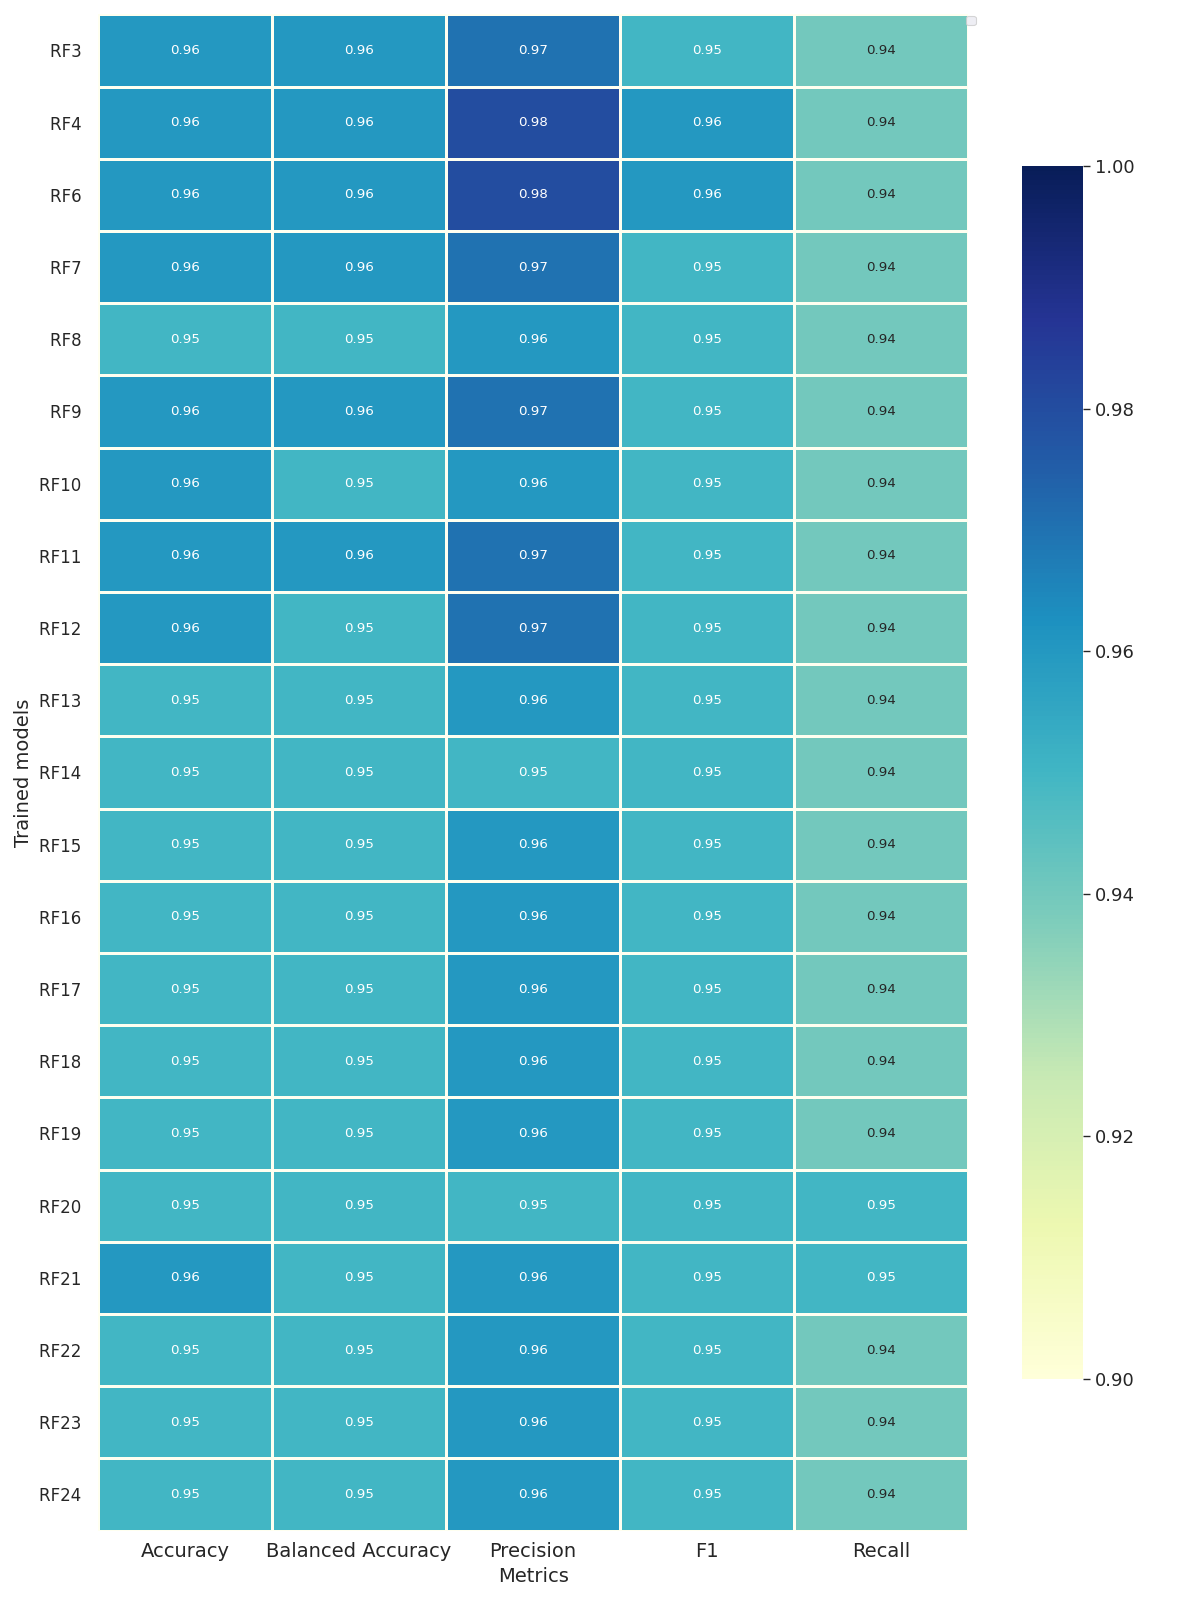 RF3 0.96 0.96 0.97 0.95 0.94
RF4 0.96 0.96 0.98 0.96 0.94
RF6 0.96 0.96 0.98 0.96 0.94
RF7 0.96 0.96 0.97 0.95 0.94
RF8 0.95 0.95 0.96 0.95 0.94
RF9 0.96 0.96 0.97 0.95 0.94
RF10 0.96 0.95 0.96 0.95 0.94
RF11 0.96 0.96 0.97 0.95 0.94
RF12 0.96 0.95 0.97 0.95 0.94
RF13 0.95 0.95 0.96 0.95 0.94
RF14 0.95 0.95 0.95 0.95 0.94
RF15 0.95 0.95 0.96 0.95 0.94
RF16 0.95 0.95 0.96 0.95 0.94
RF17 0.95 0.95 0.96 0.95 0.94
RF18 0.95 0.95 0.96 0.95 0.94
RF19 0.95 0.95 0.96 0.95 0.94
RF20 0.95 0.95 0.95 0.95 0.95
RF21 0.96 0.95 0.96 0.95 0.95
RF22 0.95 0.95 0.96 0.95 0.94
RF23 0.95 0.95 0.96 0.95 0.94
RF24 0.95 0.95 0.96 0.95 0.94
Accuracy Balanced Accuracy Precision F1 Recall
Metrics
Trained models
1.00
0.98
0.96
0.94
0.92
0.90